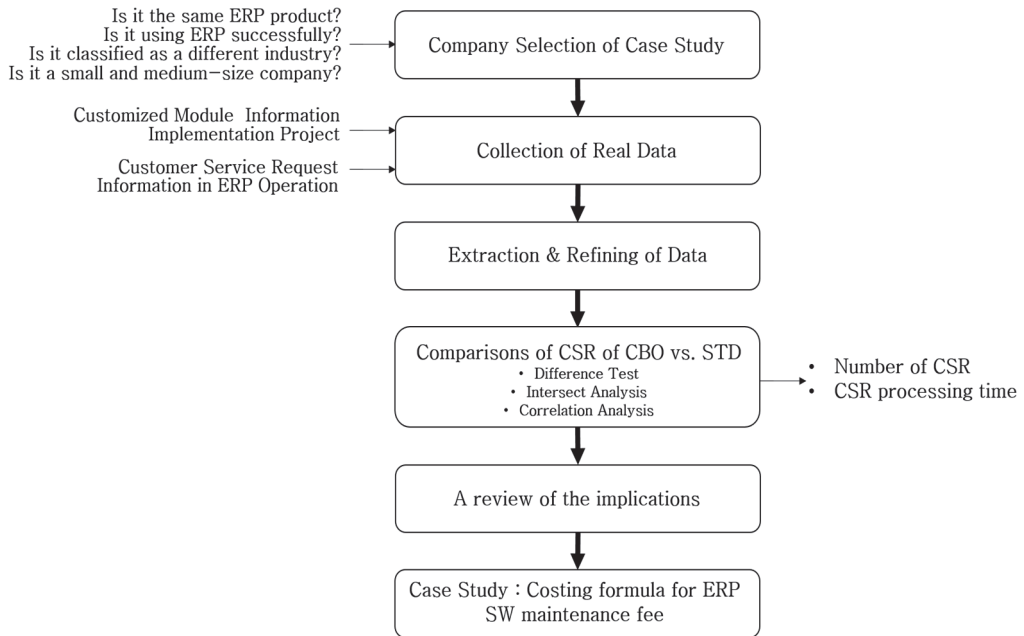 Is it the same ERP product?
Is it using ERP successfully?
Is it classified as a different industry?
Is it a small and medium-size company?
Company Selection of Case Study
Customized Module Information
Implementation Project
Customer Service Request
Information in ERP Operation
Collection of Real Data
Extraction & Refining of Data
Comparisons of CSR of CBO vs. STD
• Difference Test
• Intersect Analysis
• Correlation Analysis
• Number of CSR
• CSR processing time
A review of the implications
Case Study : Costing formula for ERP
SW maintenance fee